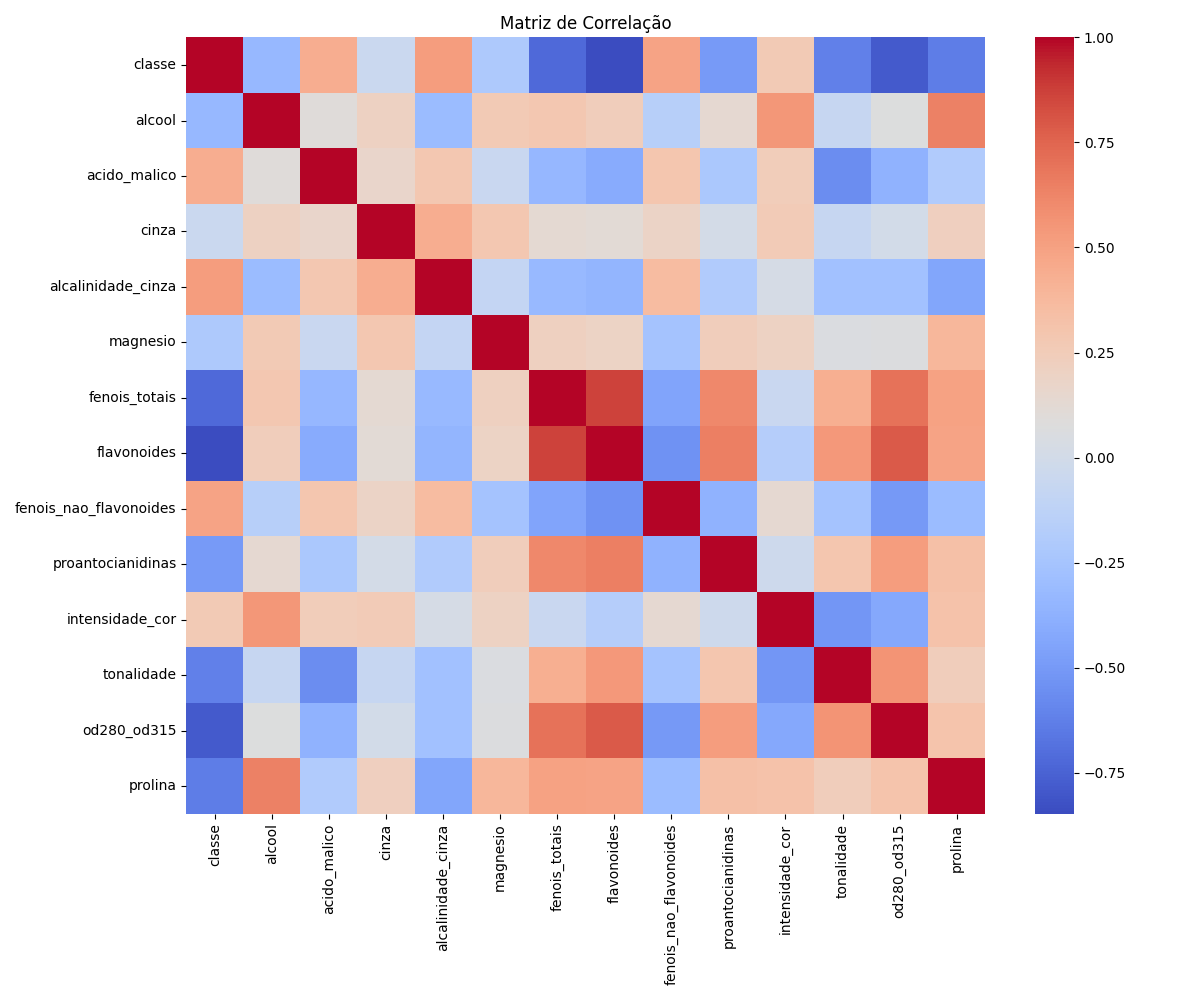 Matriz de Correlação
classe
alcool
acido_malico
cinza
alcalinidade_cinza
magnesio
fenois_totais
flavonoides
fenois_nao_flavonoides
proantocianidinas
intensidade_cor
tonalidade
od280_od315
prolina
classe
alcool
acido_malico
cinza
alcalinidade_cinza
magnesio
fenois_totais
flavonoides
fenois_nao_flavonoides
proantocianidinas
intensidade_cor
tonalidade
od280_od315
prolina
1.00
0.75
0.50
0.25
0.00
−0.25
−0.50
−0.75